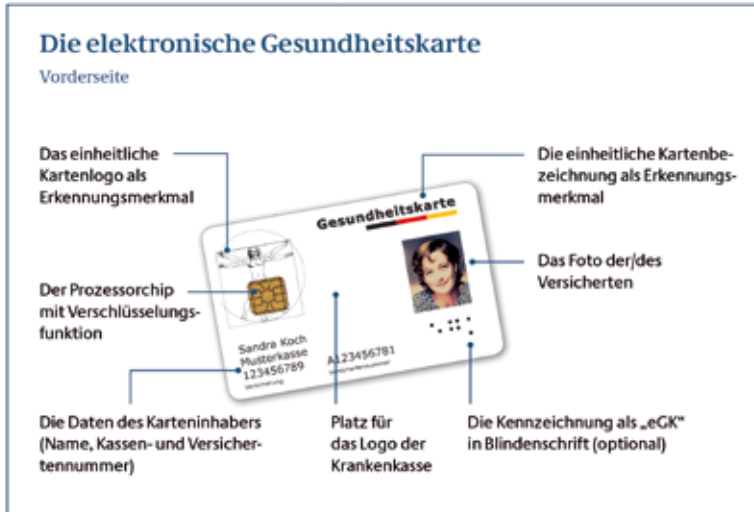 Die elektronische Gesundheitskarte
Vorderseite
Das einheitliche
Kartenlogo als
Erkennungsmerkmal
Die einheitliche Kartenbe-
zeichnung als Erkennungs-
merkmal
Gesundheitskarte
Das Foto der/des
Versicherten
Der Prozessorchip
mit Verschlüsselungs-
funktion
Sandra Koch
Musterkasse
123456789
Versicherung
A123456781
Versichertennummer
Die Daten des Karteninhabers
(Name, Kassen- und Versicher-
tennummer)
Platz für
das Logo der
Krankenkasse
Die Kennzeichnung als „eGK“
in Blindenschrift (optional)